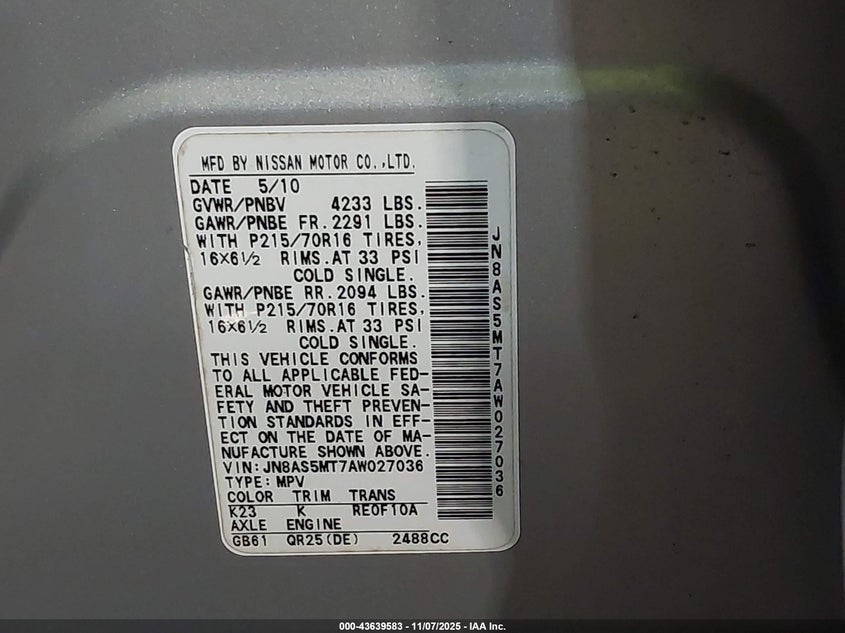 MFD BY NISSAN MOTOR CO.,LTD.
DATE 5/10
GVWR/PNBV 4233 LBS.
GAWR/PNBE FR.2291 LBS.
WITH P215/70R16 TIRES,
16×6½ RIMS.AT 33 PSI
COLD SINGLE.
GAWR/PNBE RR.2094 LBS.
WITH P215/70R16 TIRES,
16×6½ RIMS.AT 33 PSI
COLD SINGLE.
THIS VEHICLE CONFORMS
TO ALL APPLICABLE FED-
ERAL MOTOR VEHICLE SA-
FETY AND THEFT PREVEN-
TION STANDARDS IN EFF-
ECT ON THE DATE OF MA-
NUFACTURE SHOWN ABOVE.
VIN:JN8AS5MT7AW027036
TYPE:MPV
COLOR TRIM TRANS
K23 K RE0F10A
AXLE ENGINE
GB61 QR25(DE) 2488CC
JN8AS5MT7AW027036
000-43639583 - 11/07/2025 - IAA Inc.